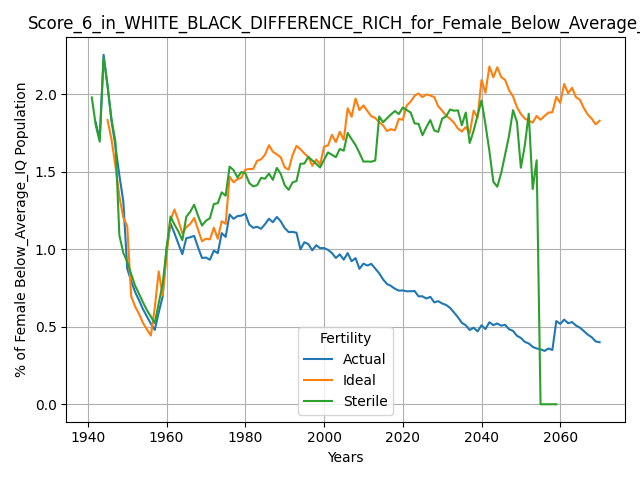 Score_6_in_WHITE_BLACK_DIFFERENCE_RICH_for_Female_Below_Average_
% of Female Below_Average_IQ Population
2.0
1.5
1.0
0.5
0.0
Fertility
Actual
Ideal
Sterile
1940 1960 1980 2000 2020 2040 2060
Years